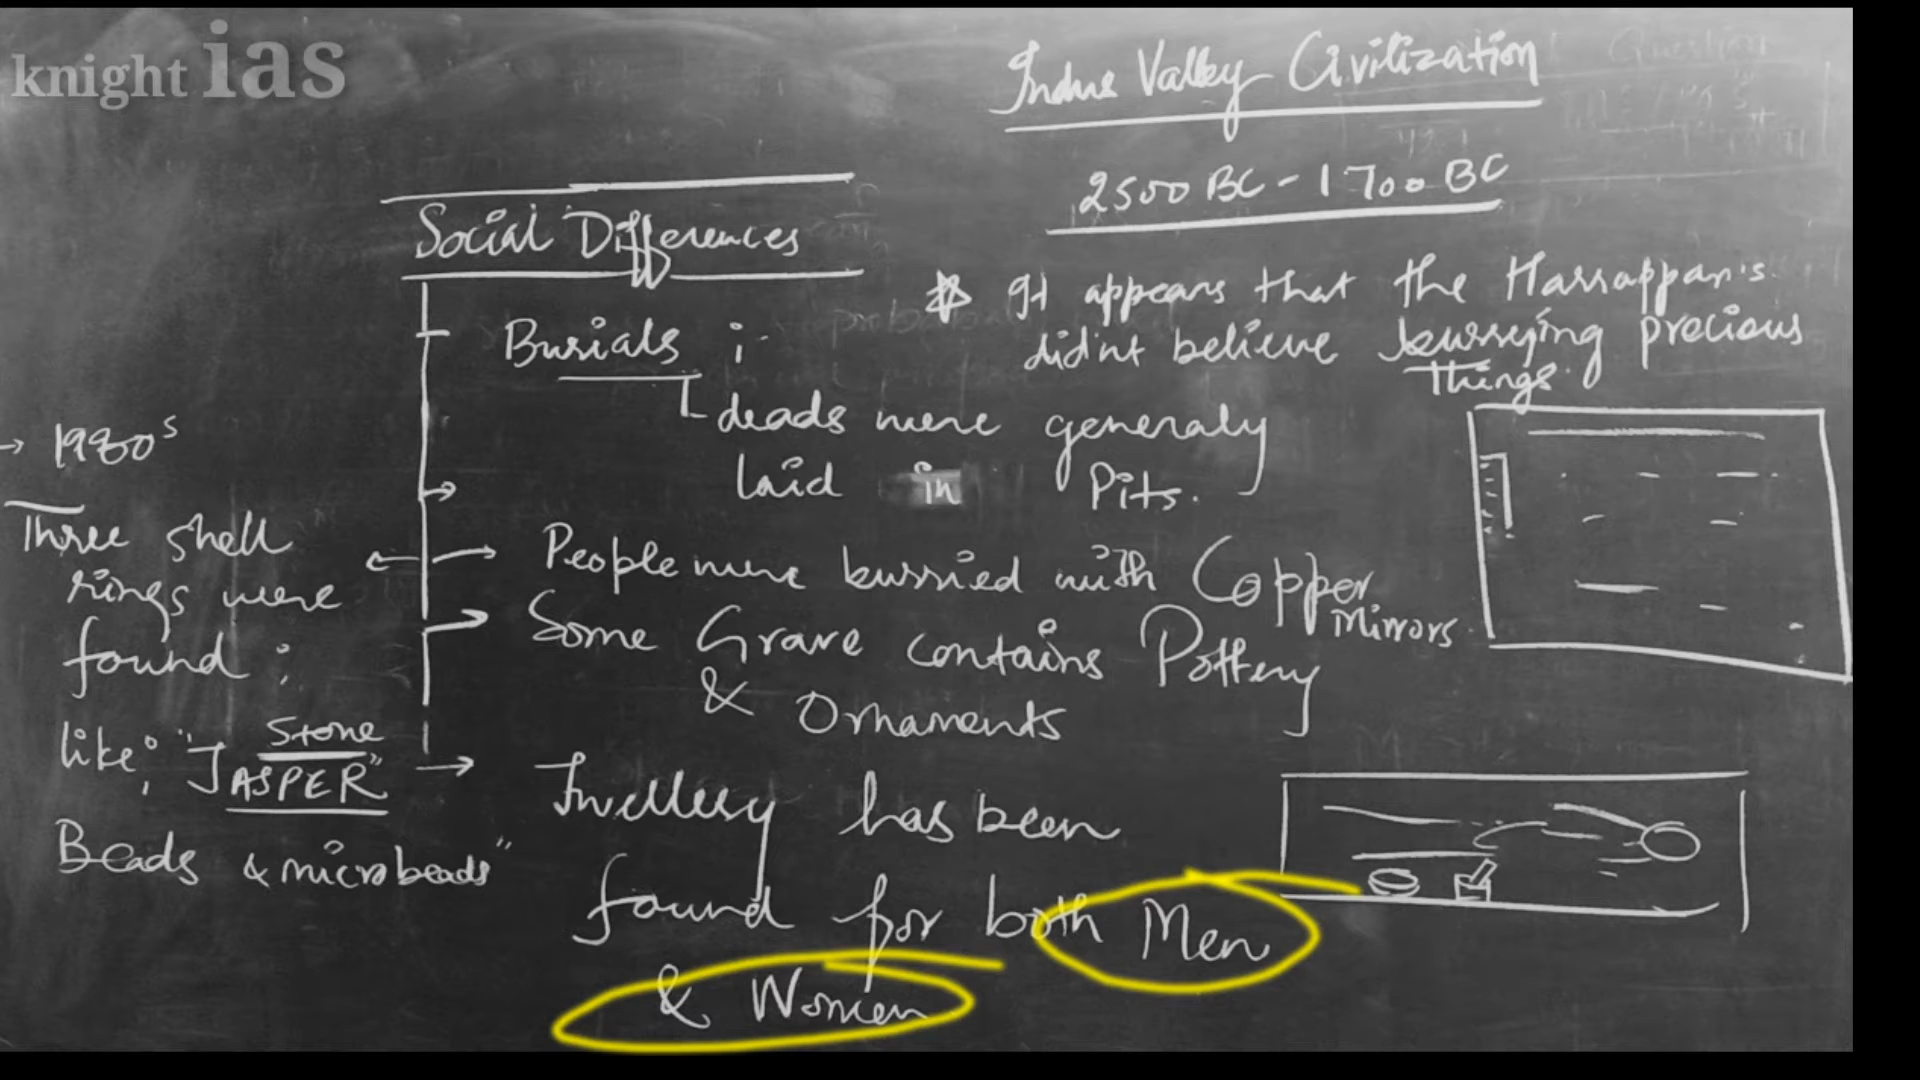 knight ias
Indus Valley Civilization
2500 BC - 1700 BC
Social Differences
☆ It appears that the Harrappan's
didn't believe burrying precious
Things.
Burials ;
deads were generaly
laid in Pits.
People were burried with Copper
Mirrors.
Some Grave contains Pottery
& Ornaments
Jwellery has been
found for both Men
& Women
→ 1980s
Three shell
rings were
found ;
like; "JASPER"
Stone
Beads & microbeads"